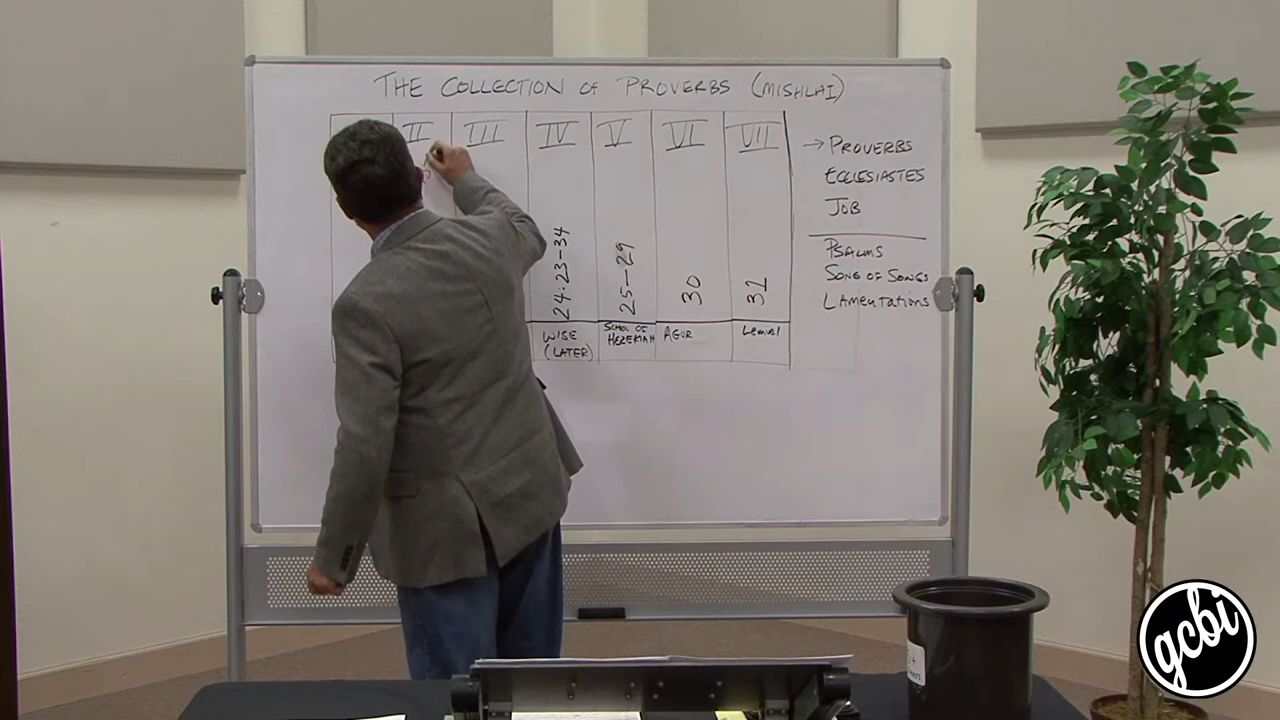 THE COLLECTION OF PROVERBS (MISHLAI)
II III IV V VI VII
24:23-34 25-29 30 31
WISE (LATER)
SCHOOL OF HEZEKIAH
AGUR
LEMUEL
→ PROVERBS
ECCLESIASTES
JOB
PSALMS
SONG OF SONGS
LAMENTATIONS
gcbi